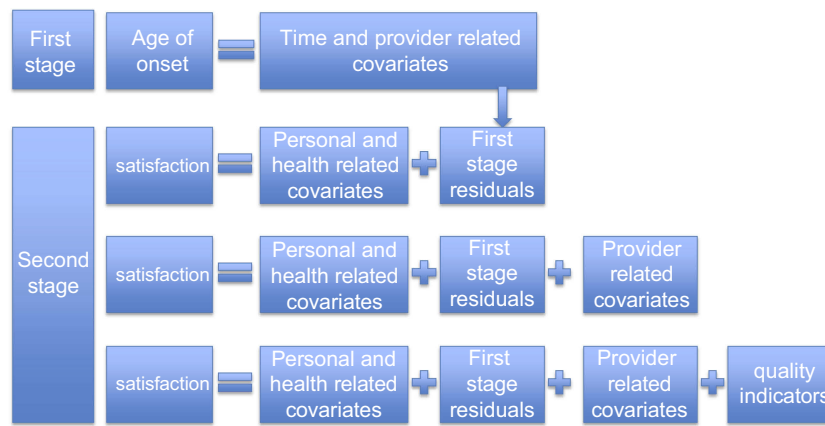 First
stage
Age of
onset
Time and provider related
covariates
Second
stage
satisfaction
Personal and
health related
covariates
First
stage
residuals
satisfaction
Personal and
health related
covariates
First
stage
residuals
Provider
related
covariates
satisfaction
Personal and
health related
covariates
First
stage
residuals
Provider
related
covariates
quality
indicators